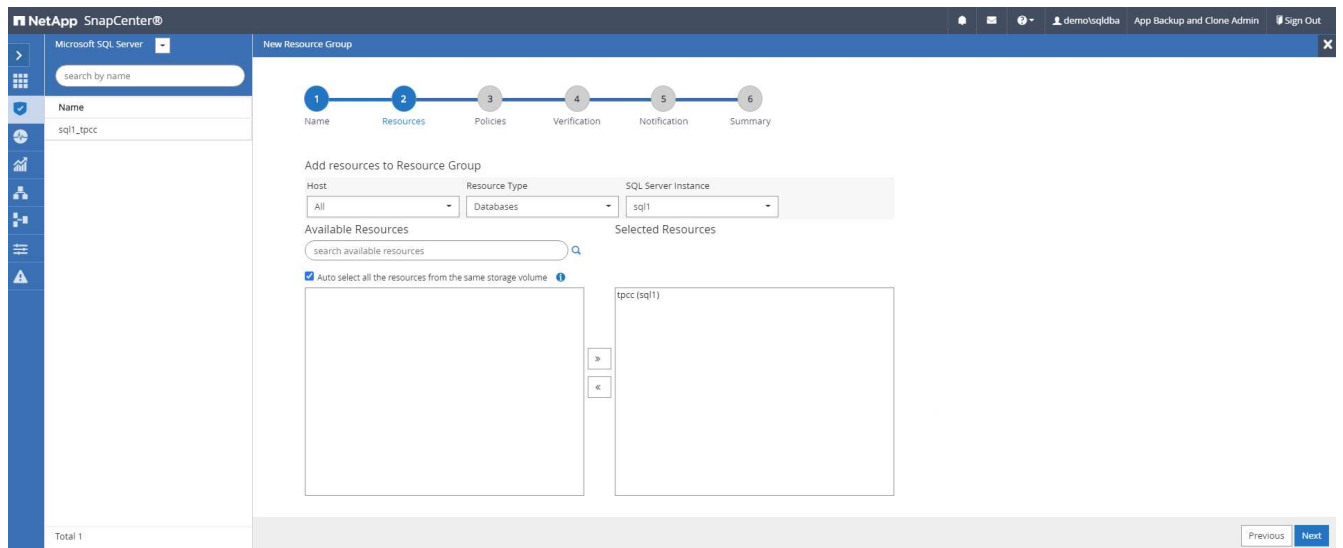 NetApp SnapCenter®
demo\sqldba App Backup and Clone Admin Sign Out
Microsoft SQL Server
New Resource Group
search by name
Name
sql1_tpcc
1 2 3 4 5 6
Name Resources Policies Verification Notification Summary
Add resources to Resource Group
Host Resource Type SQL Server Instance
All Databases sql1
Available Resources Selected Resources
search available resources
Auto select all the resources from the same storage volume
tpcc (sql1)
Total 1
Previous Next